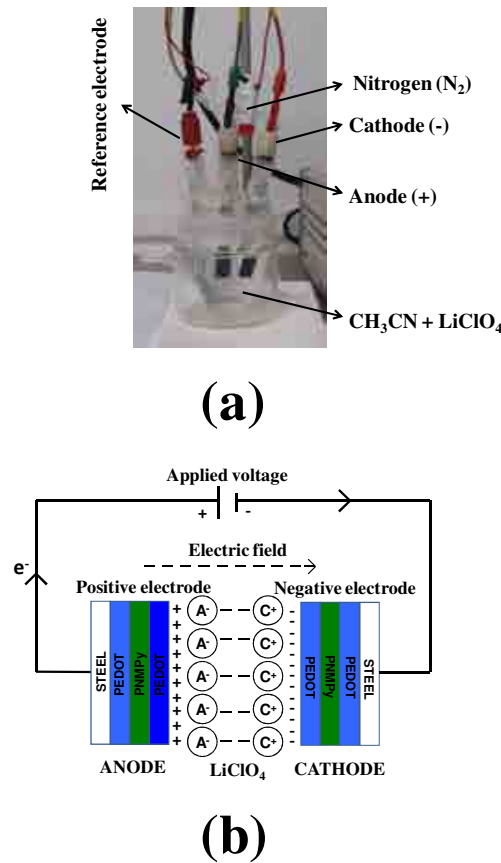 Reference electrode
Nitrogen (N₂)
Cathode (-)
Anode (+)
CH₃CN + LiClO₄
(a)
Applied voltage
+ -
e⁻
Electric field
Positive electrode
Negative electrode
STEEL
PEDOT
PNMPy
PEDOT
+ + + + + + + + + +
A⁻ C⁺
A⁻ C⁺
A⁻ C⁺
A⁻ C⁺
A⁻ C⁺
PEDOT
PNMPy
PEDOT
STEEL
ANODE
LiClO₄
CATHODE
(b)